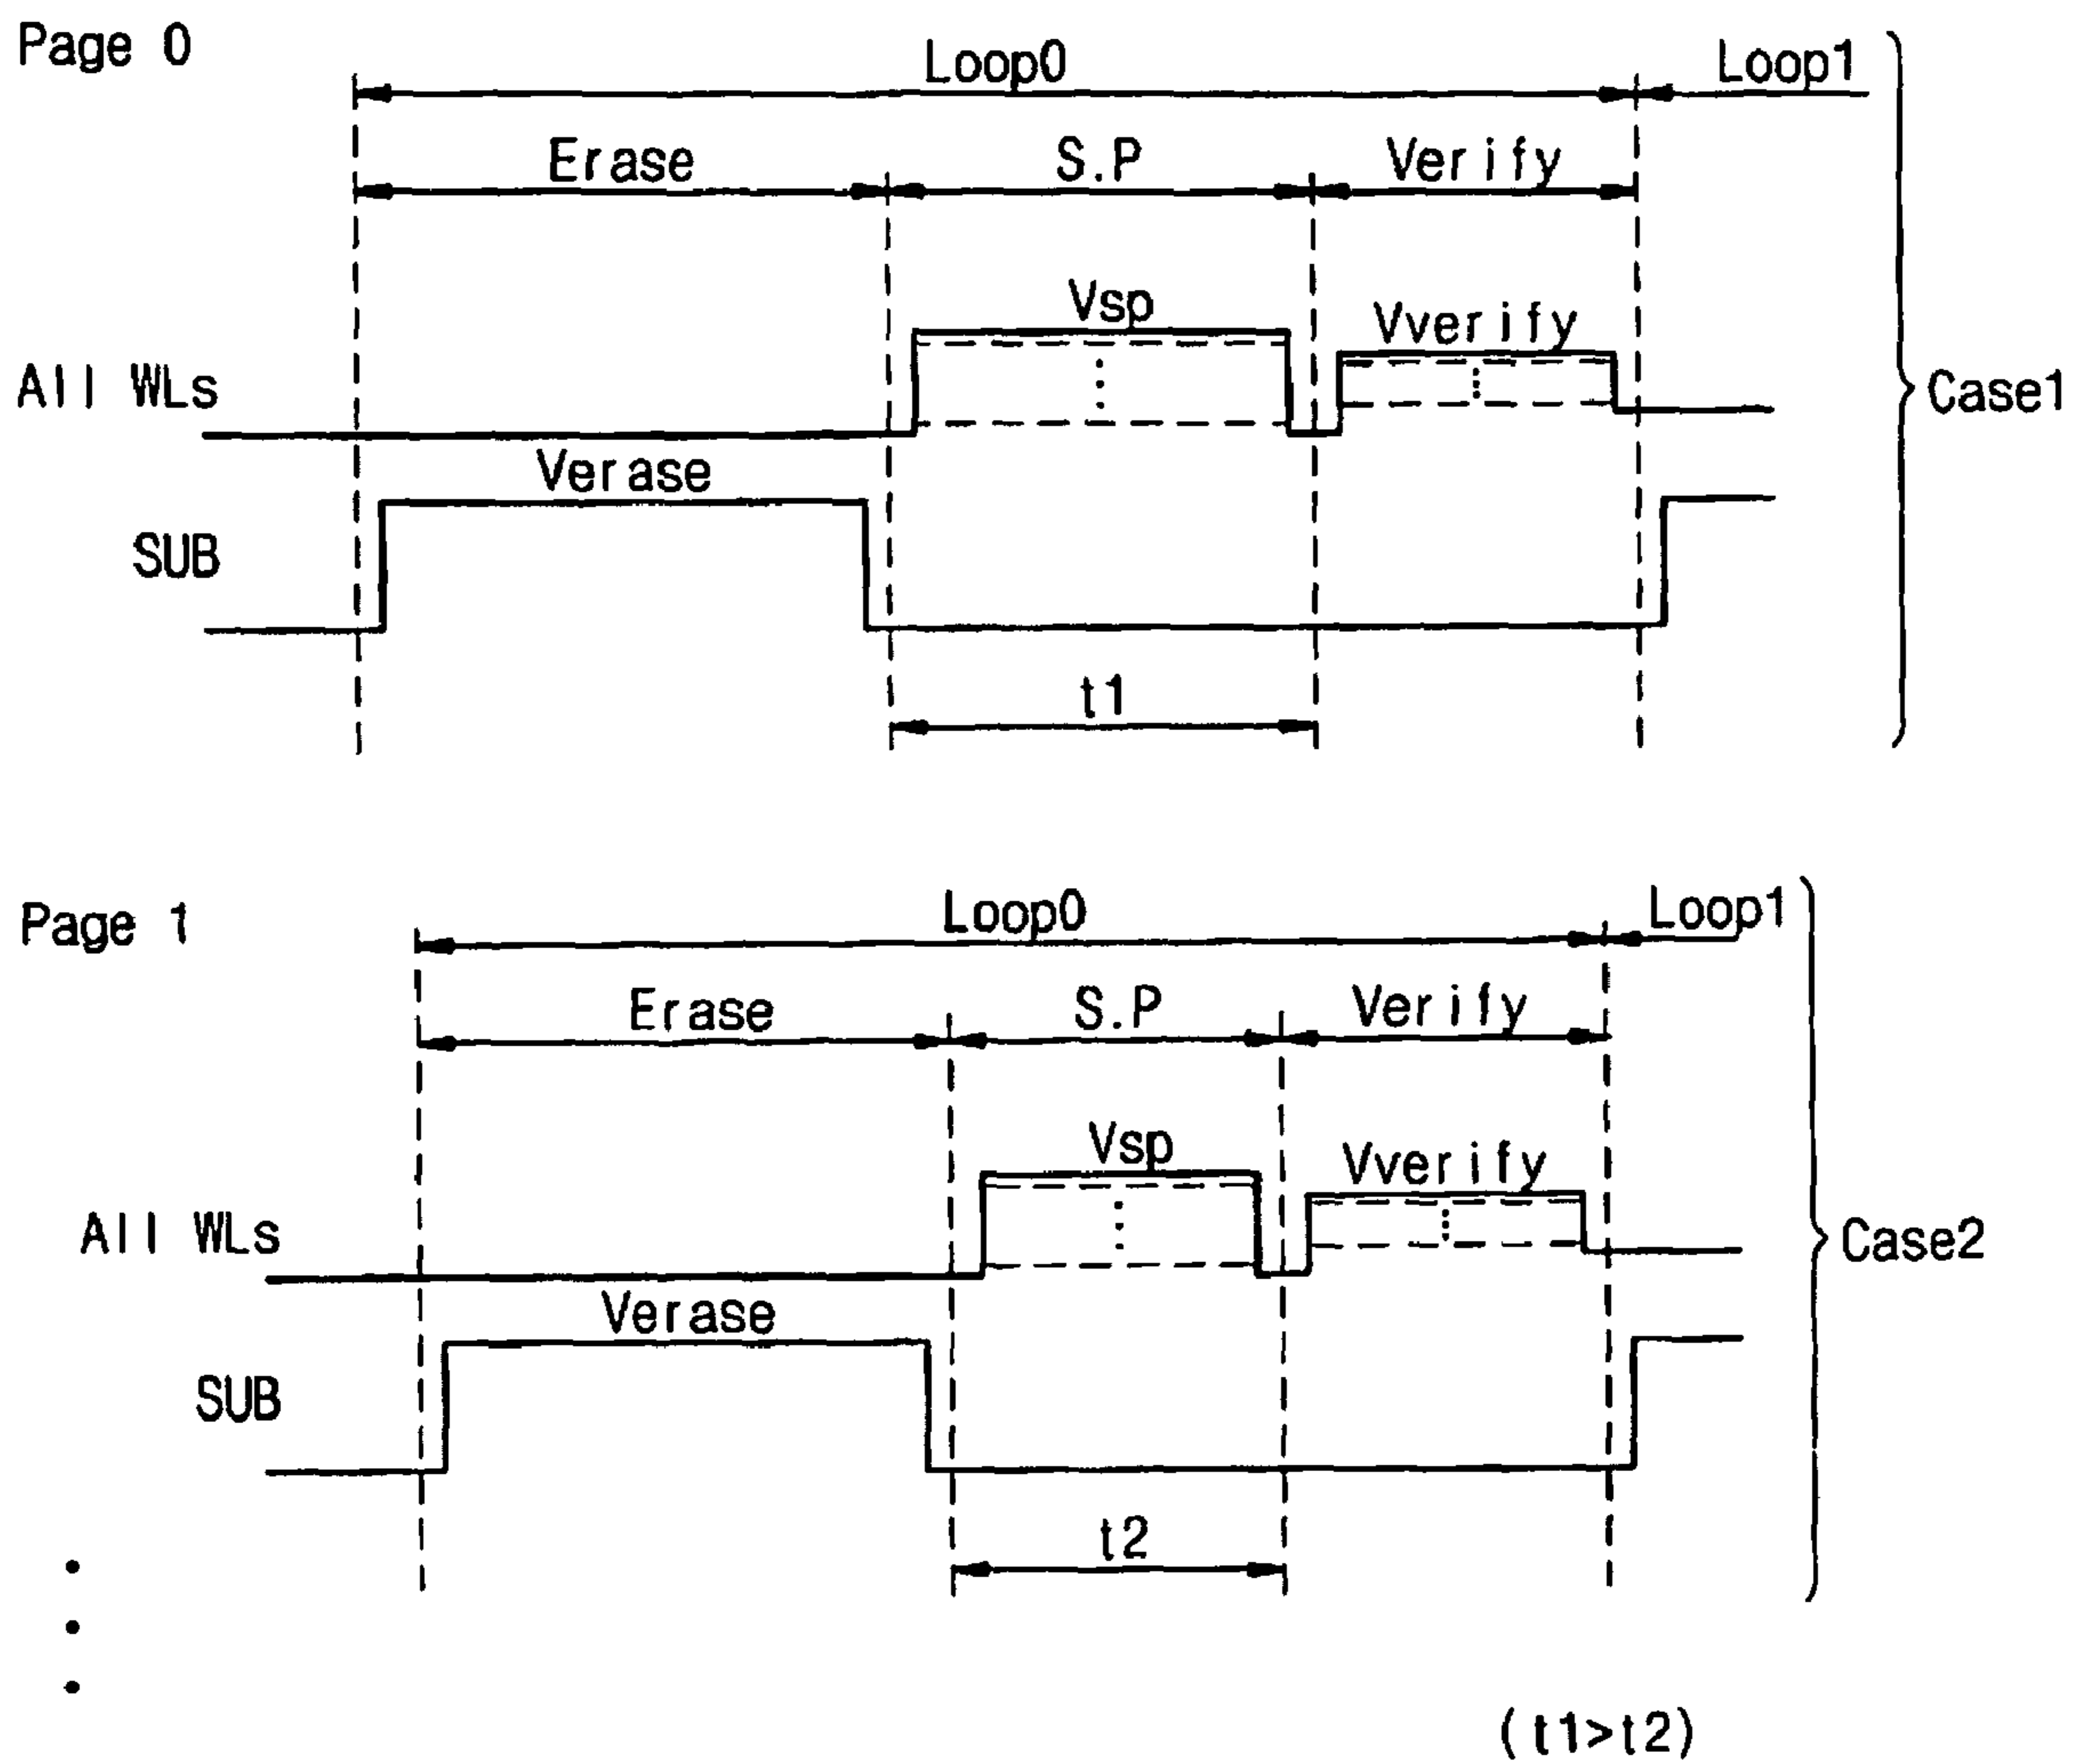 Page 0
Loop0
Loop1
Erase
S.P
Verify
Vsp
Vverify
All WLs
Case1
Verase
SUB
t1
Page 1
Loop0
Loop1
Erase
S.P
Verify
Vsp
Vverify
All WLs
Case2
Verase
SUB
t2
(t1>t2)